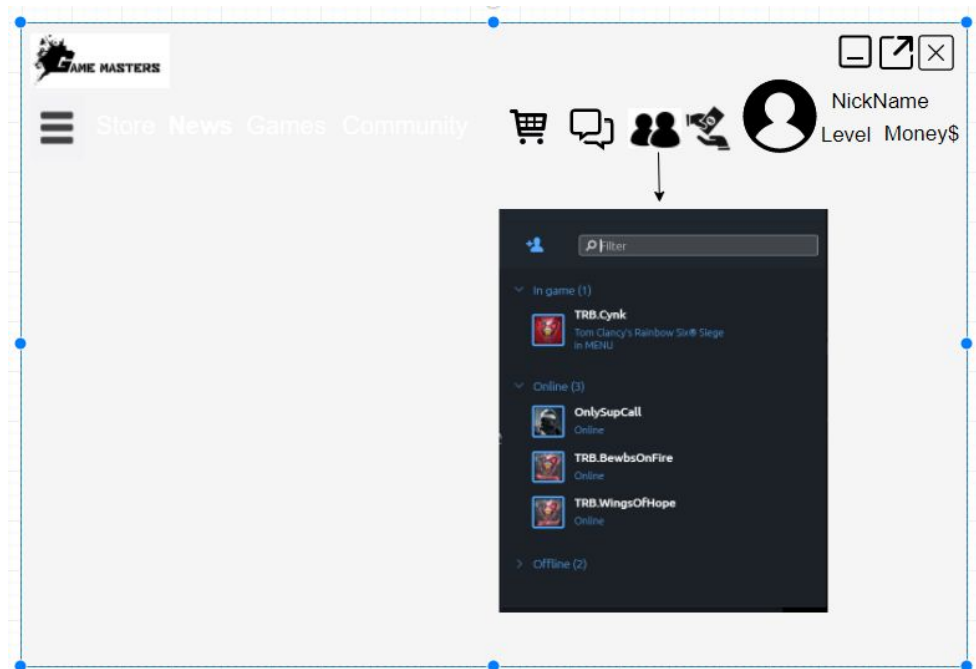 GAME MASTERS
Store News Games Community
NickName
Level Money$
Filter
In game (1)
TRB.Cynk
Tom Clancy's Rainbow Six® Siege
in MENU
Online (3)
OnlySupCall
Online
TRB.BewbsOnFire
Online
TRB.WingsOfHope
Online
Offline (2)